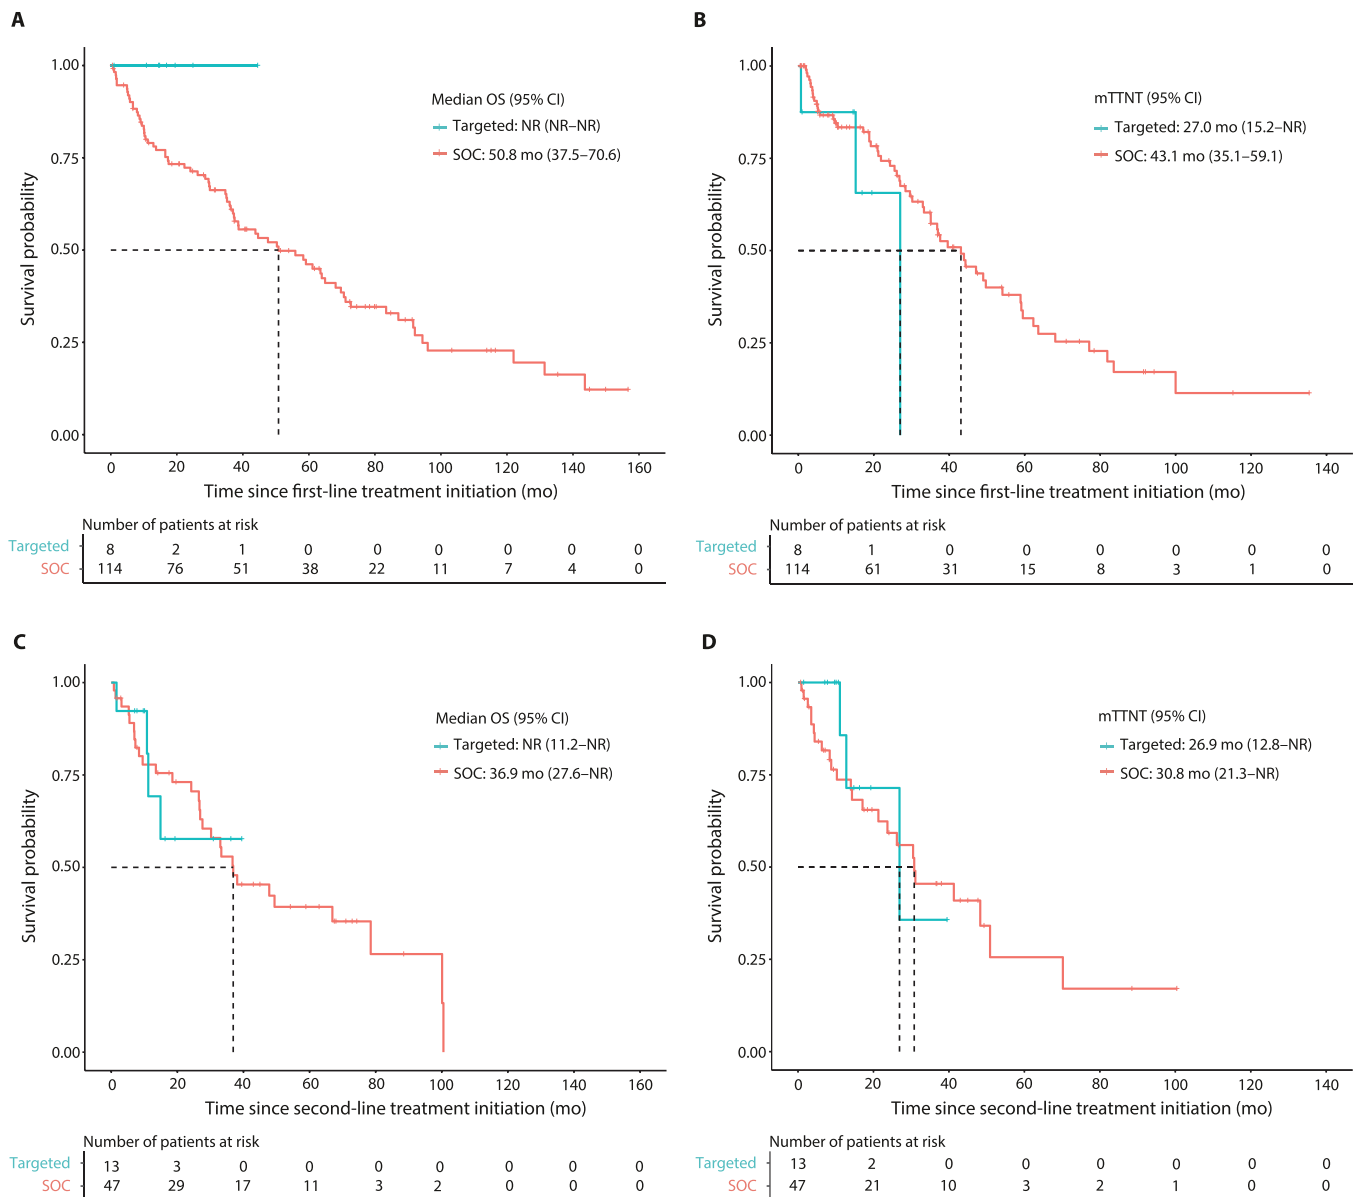 A
1.00
0.75
0.50
0.25
0.00
Survival probability
Median OS (95% CI)
Targeted: NR (NR–NR)
SOC: 50.8 mo (37.5–70.6)
0 20 40 60 80 100 120 140 160
Time since first-line treatment initiation (mo)
Number of patients at risk
Targeted 8 2 1 0 0 0 0 0 0
SOC 114 76 51 38 22 11 7 4 0
B
1.00
0.75
0.50
0.25
0.00
Survival probability
mTTNT (95% CI)
Targeted: 27.0 mo (15.2–NR)
SOC: 43.1 mo (35.1–59.1)
0 20 40 60 80 100 120 140
Time since first-line treatment initiation (mo)
Number of patients at risk
Targeted 8 1 0 0 0 0 0 0
SOC 114 61 31 15 8 3 1 0
C
1.00
0.75
0.50
0.25
0.00
Survival probability
Median OS (95% CI)
Targeted: NR (11.2–NR)
SOC: 36.9 mo (27.6–NR)
0 20 40 60 80 100 120 140 160
Time since second-line treatment initiation (mo)
Number of patients at risk
Targeted 13 3 0 0 0 0 0 0 0
SOC 47 29 17 11 3 2 0 0 0
D
1.00
0.75
0.50
0.25
0.00
Survival probability
mTTNT (95% CI)
Targeted: 26.9 mo (12.8–NR)
SOC: 30.8 mo (21.3–NR)
0 20 40 60 80 100 120 140
Time since second-line treatment initiation (mo)
Number of patients at risk
Targeted 13 2 0 0 0 0 0 0
SOC 47 21 10 3 2 1 0 0